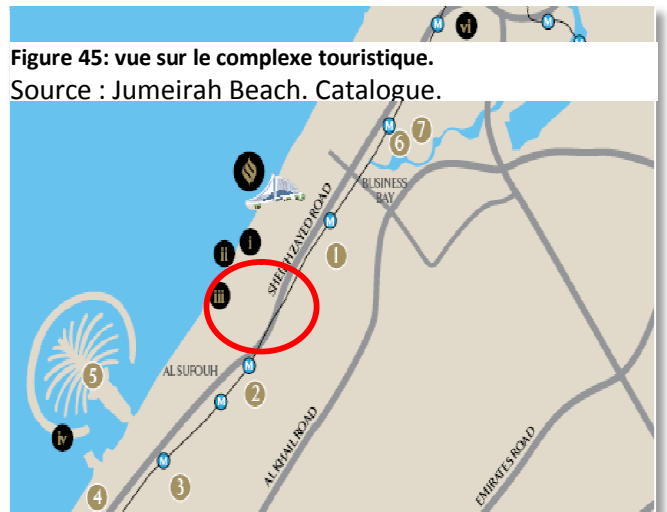 M
vi
Figure 45: vue sur le complexe touristique.
Source : Jumeirah Beach. Catalogue.
M
6
7
BUSINESS
BAY
SHEIKH ZAYED ROAD
M
1
i
ii
iii
AL SUFOUH
M
2
5
M
AL KHAIL ROAD
EMIRATES ROAD
iv
M
3
4